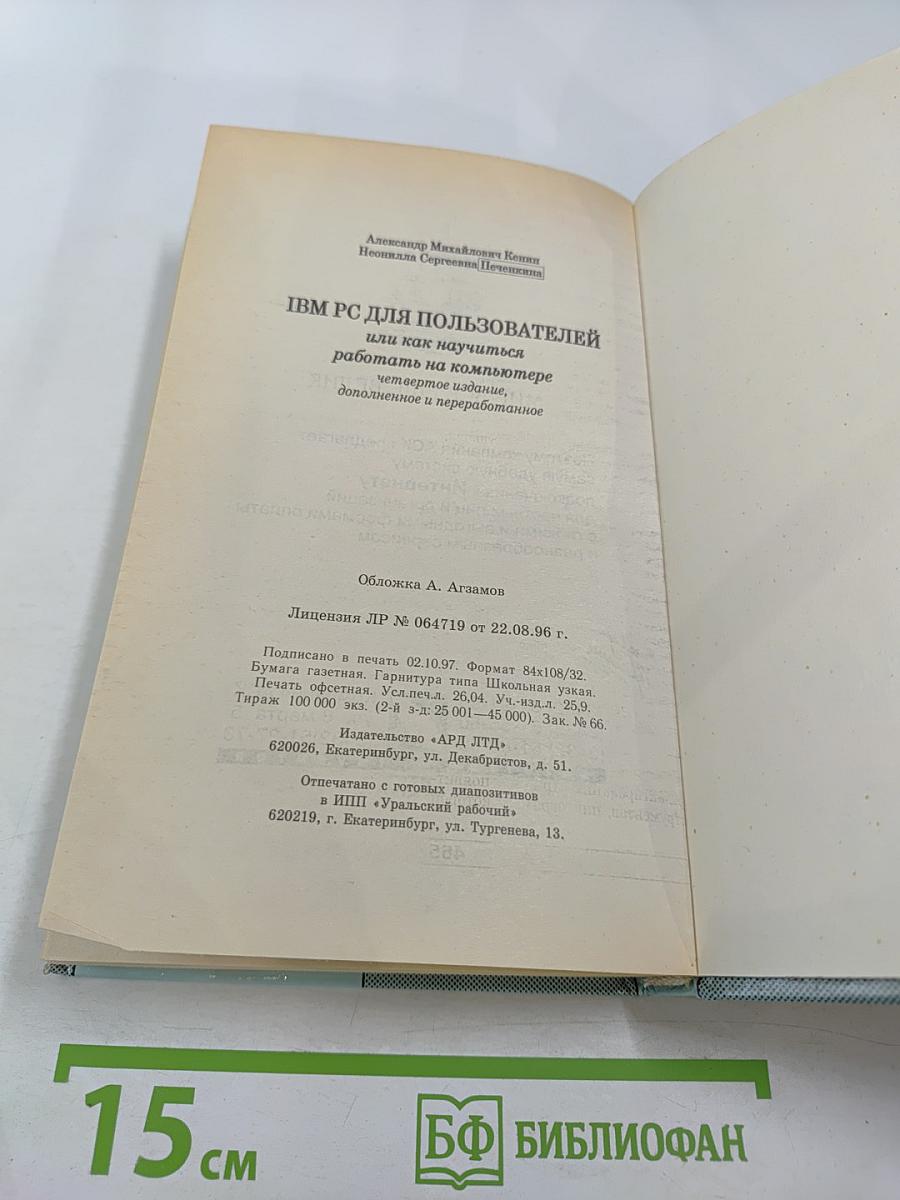 Александр Михайлович Кенин
Неонилла Сергеевна Печенкина
IBM PC ДЛЯ ПОЛЬЗОВАТЕЛЕЙ
или как научиться
работать на компьютере
четвертое издание,
дополненное и переработанное
Обложка А. Агзамов
Лицензия ЛР № 064719 от 22.08.96 г.
Подписано в печать 02.10.97. Формат 84х108/32.
Бумага газетная. Гарнитура типа Школьная узкая.
Печать офсетная. Усл.печ.л. 26,04. Уч.-изд.л. 25,9.
Тираж 100 000 экз. (2-й з-д: 25 001—45 000). Зак. № 66.
Издательство «АРД ЛТД»
620026, Екатеринбург, ул. Декабристов, д. 51.
Отпечатано с готовых диапозитивов
в ИПП «Уральский рабочий»
620219, г. Екатеринбург, ул. Тургенева, 13.
15 см
БФ БИБЛИОФАН